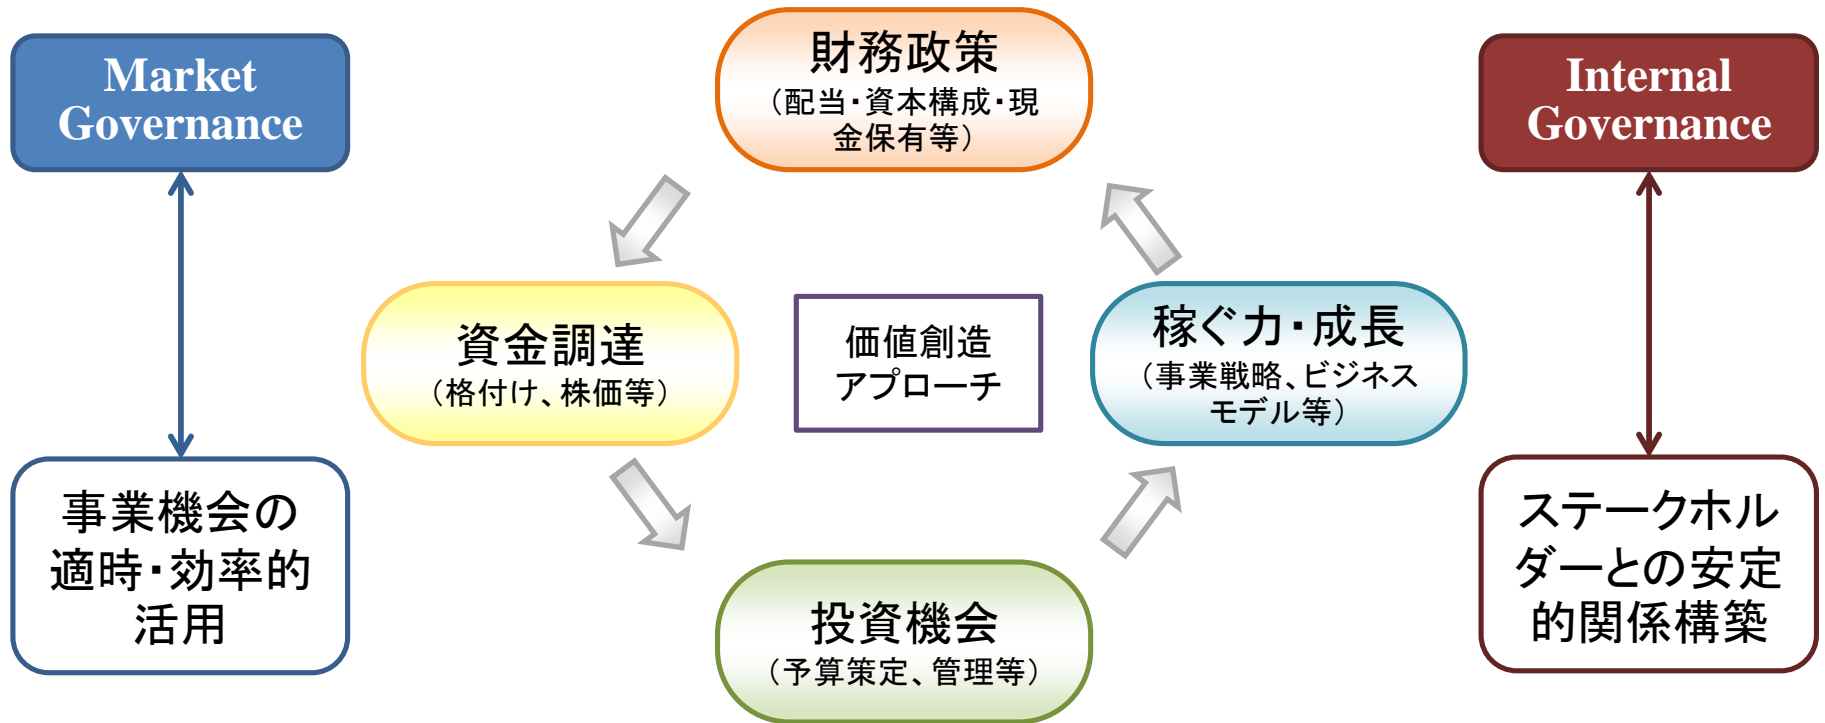 Market
Governance
事業機会の
適時・効率的
活用
財務政策
（配当・資本構成・現
金保有等）
資金調達
（格付け、株価等）
価値創造
アプローチ
稼ぐ力・成長
（事業戦略、ビジネス
モデル等）
投資機会
（予算策定、管理等）
Internal
Governance
ステークホル
ダーとの安定
的関係構築